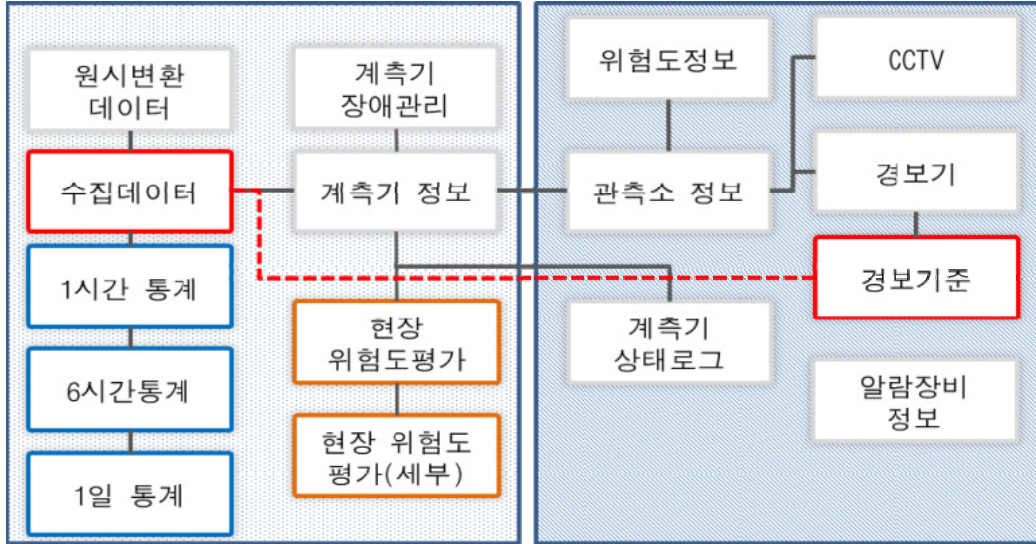 원시변환
데이터
수집데이터
1시간 통계
6시간통계
1일 통계
계측기
장애관리
계측기 정보
현장
위험도평가
현장 위험도
평가(세부)
위험도정보
관측소 정보
계측기
상태로그
CCTV
경보기
경보기준
알람장비
정보